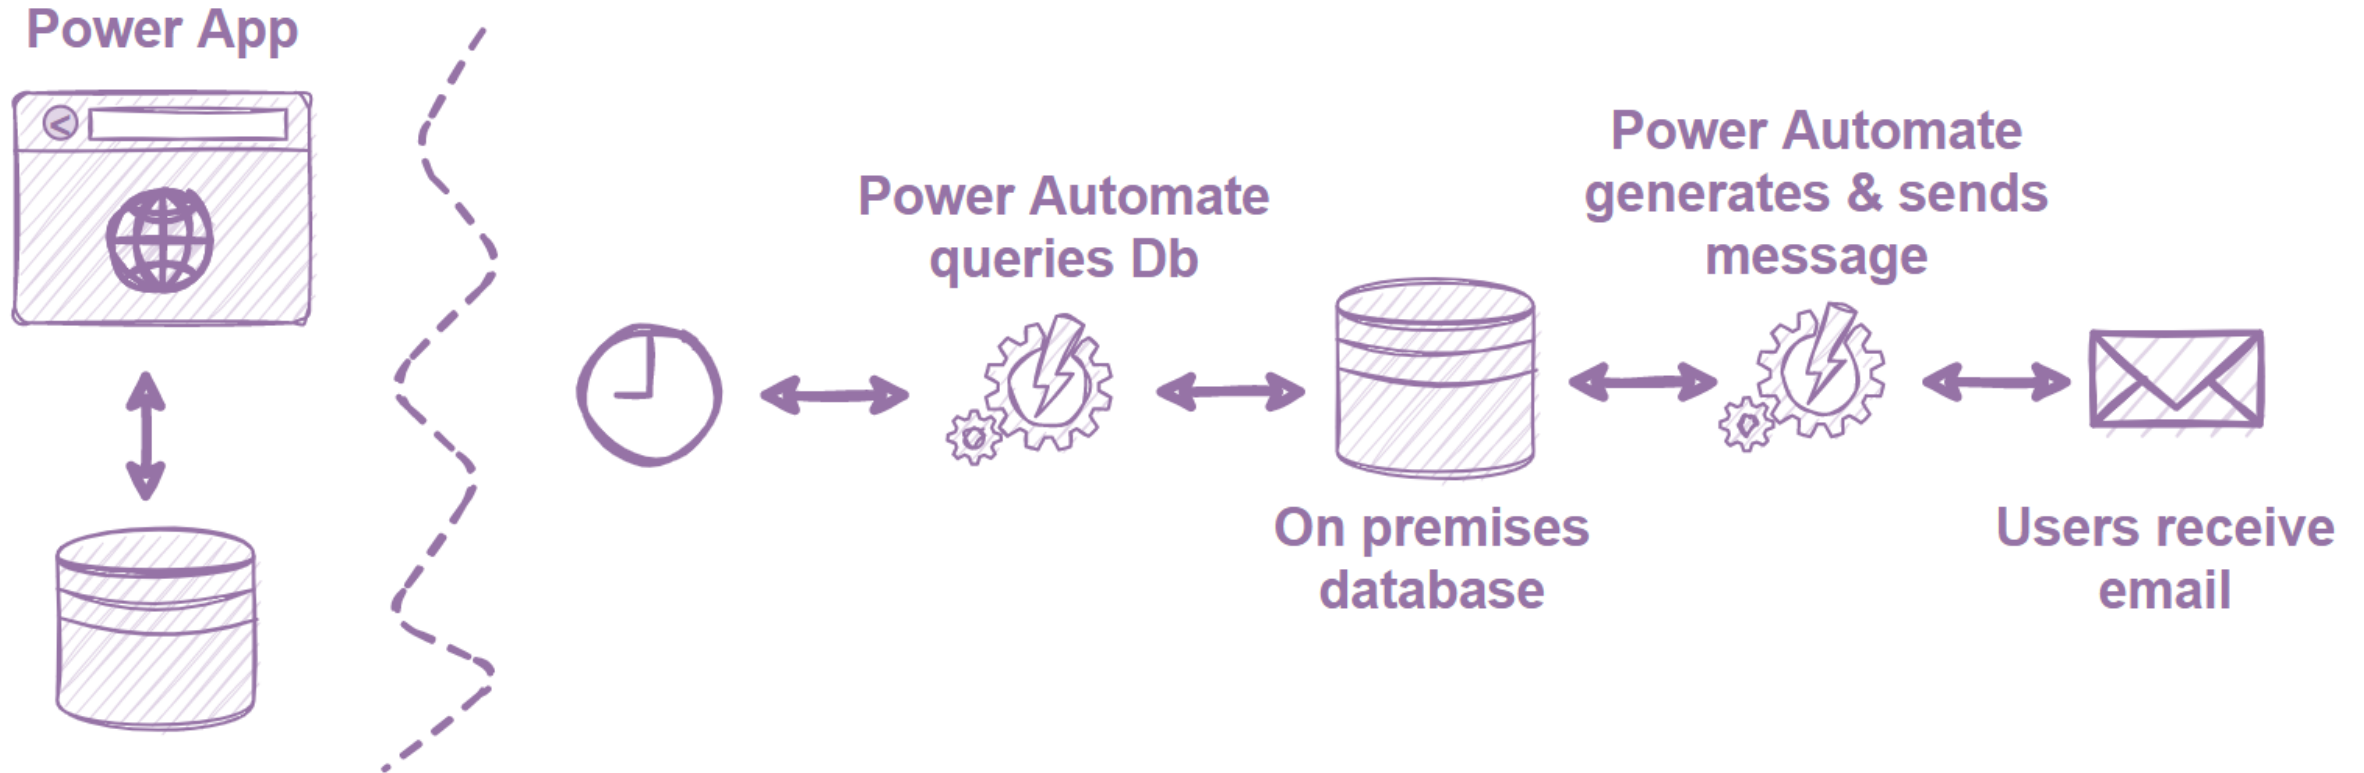 Power App
Power Automate
queries Db
Power Automate
generates & sends
message
On premises
database
Users receive
email